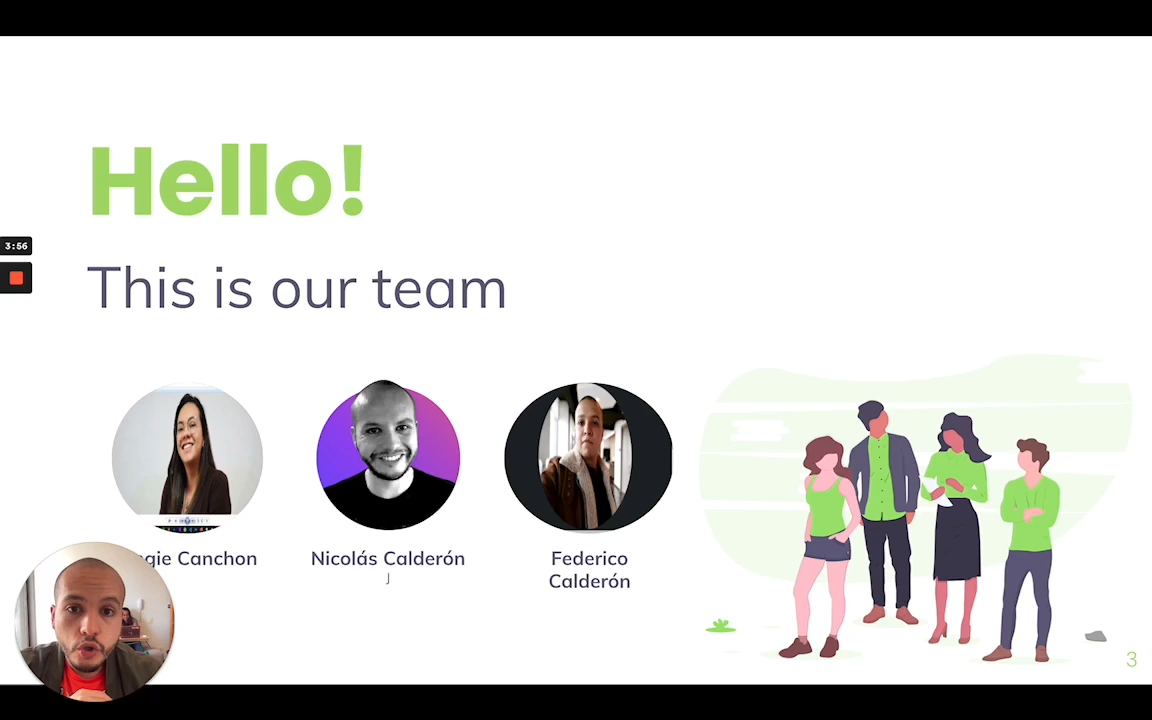 Hello!
3:56
This is our team
gie Canchon
Nicolás Calderón
J
Federico
Calderón
3